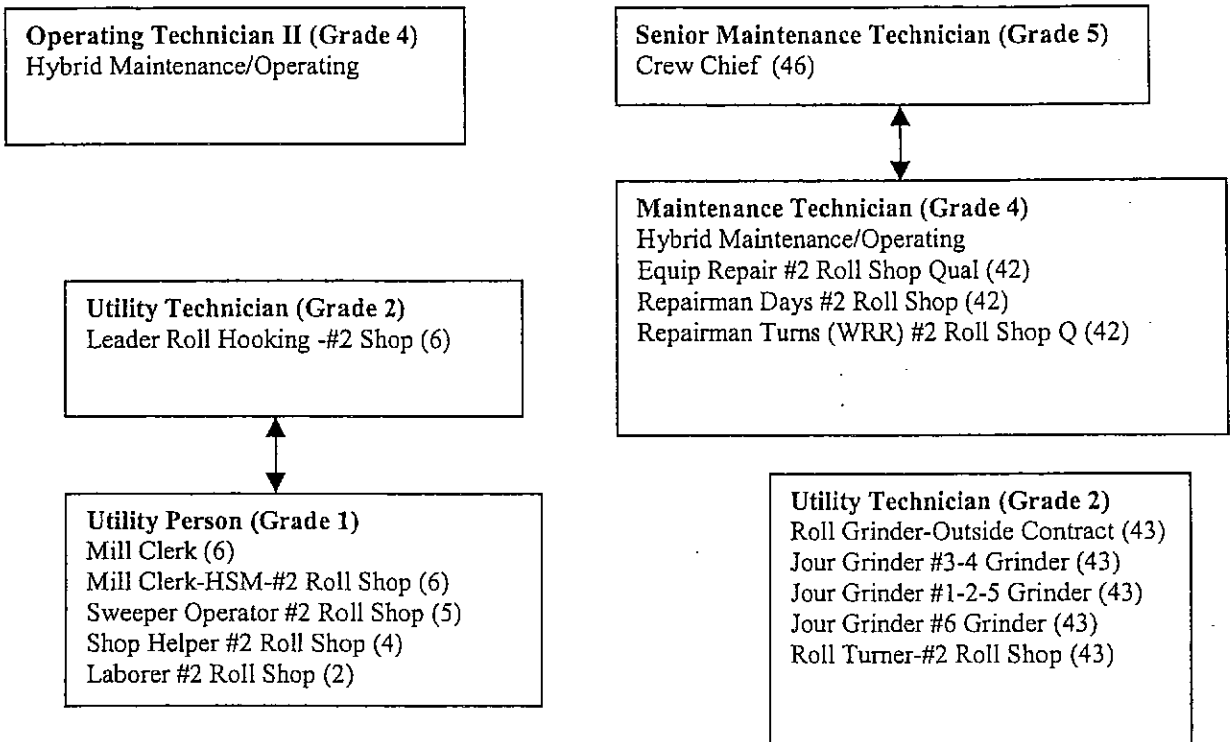 Operating Technician II (Grade 4)
Hybrid Maintenance/Operating
Senior Maintenance Technician (Grade 5)
Crew Chief (46)
Maintenance Technician (Grade 4)
Hybrid Maintenance/Operating
Equip Repair #2 Roll Shop Qual (42)
Repairman Days #2 Roll Shop (42)
Repairman Turns (WRR) #2 Roll Shop Q (42)
Utility Technician (Grade 2)
Leader Roll Hooking -#2 Shop (6)
Utility Person (Grade 1)
Mill Clerk (6)
Mill Clerk-HSM-#2 Roll Shop (6)
Sweeper Operator #2 Roll Shop (5)
Shop Helper #2 Roll Shop (4)
Laborer #2 Roll Shop (2)
Utility Technician (Grade 2)
Roll Grinder-Outside Contract (43)
Jour Grinder #3-4 Grinder (43)
Jour Grinder #1-2-5 Grinder (43)
Jour Grinder #6 Grinder (43)
Roll Turner-#2 Roll Shop (43)